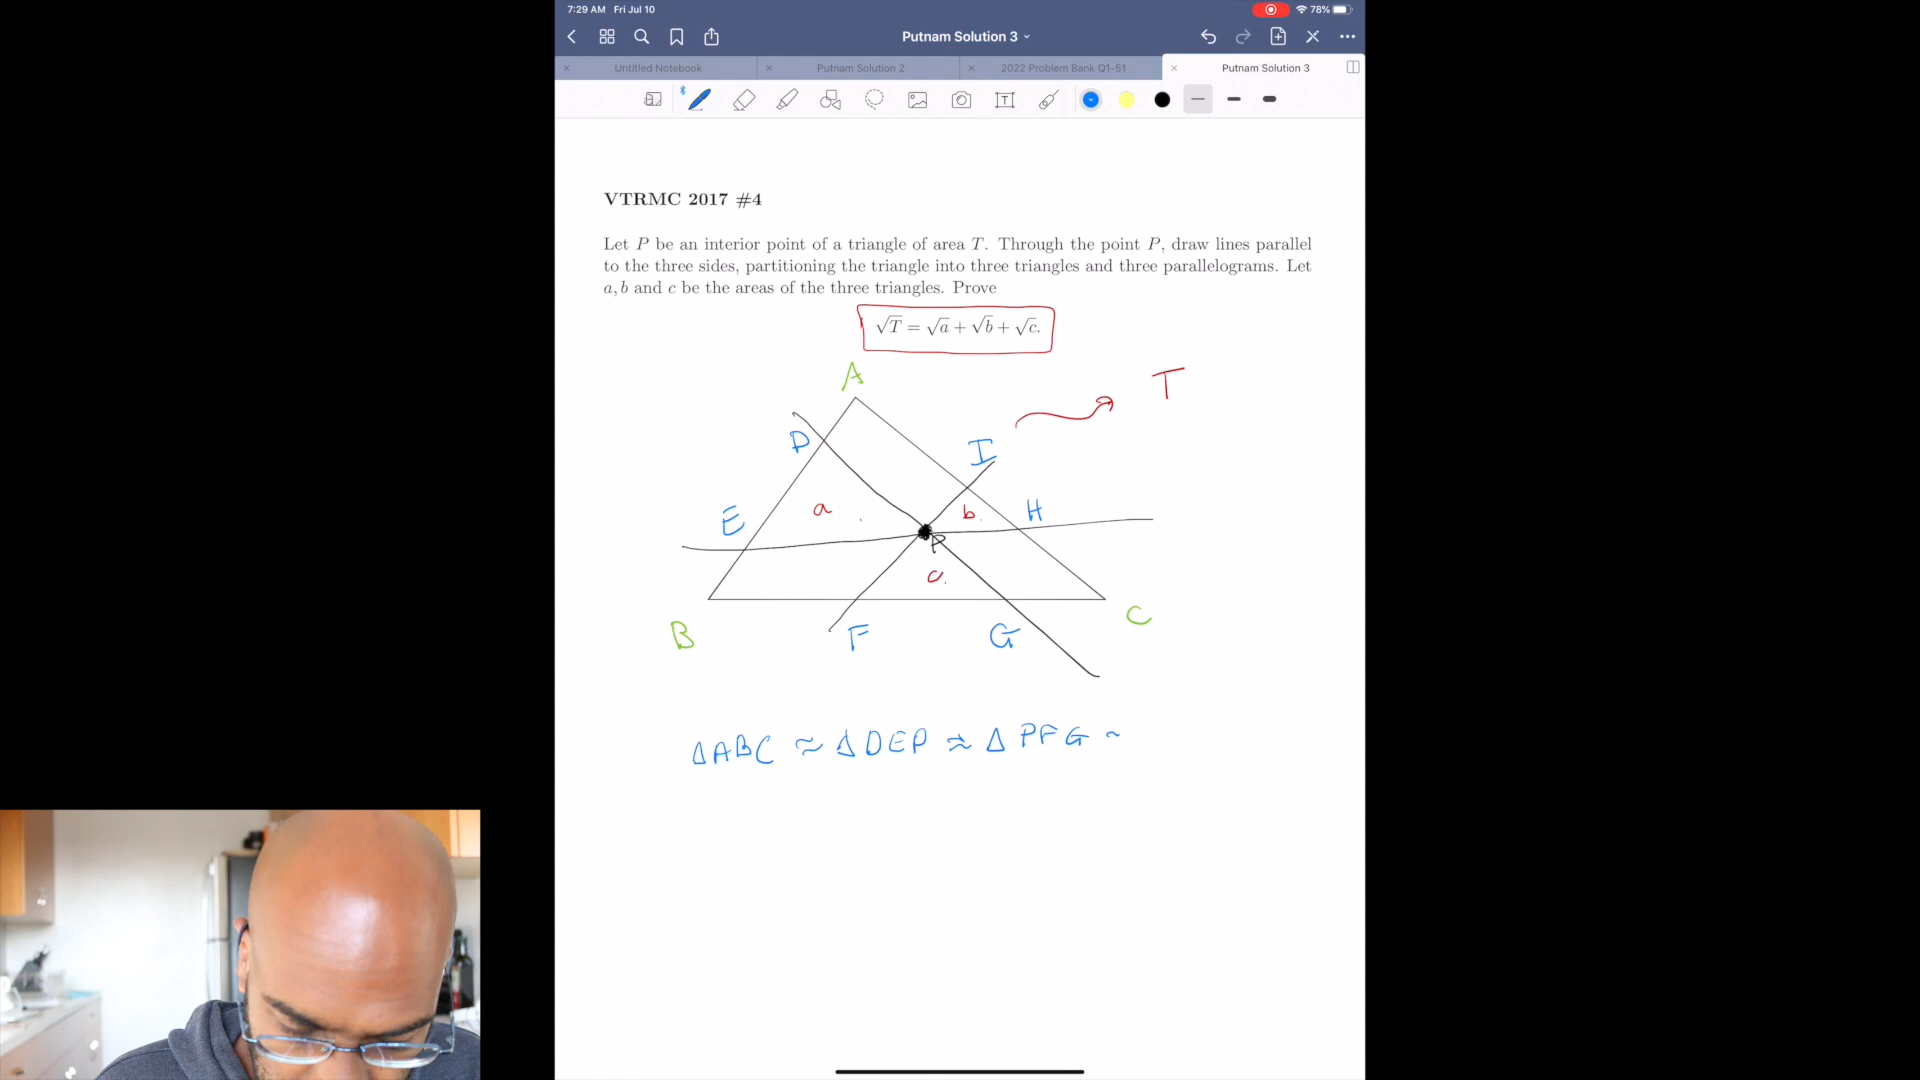 7:29 AM Fri Jul 10
78%
Putnam Solution 3
Untitled Notebook
Putnam Solution 2
2022 Problem Bank Q1-51
Putnam Solution 3
VTRMC 2017 #4
Let P be an interior point of a triangle of area T. Through the point P, draw lines parallel
to the three sides, partitioning the triangle into three triangles and three parallelograms. Let
a, b and c be the areas of the three triangles. Prove
√T = √a + √b + √c.
A
T
D
I
E
a
b
H
P
c
B
F
G
C
ΔABC ≈ ΔDEP ≈ ΔPFG ~